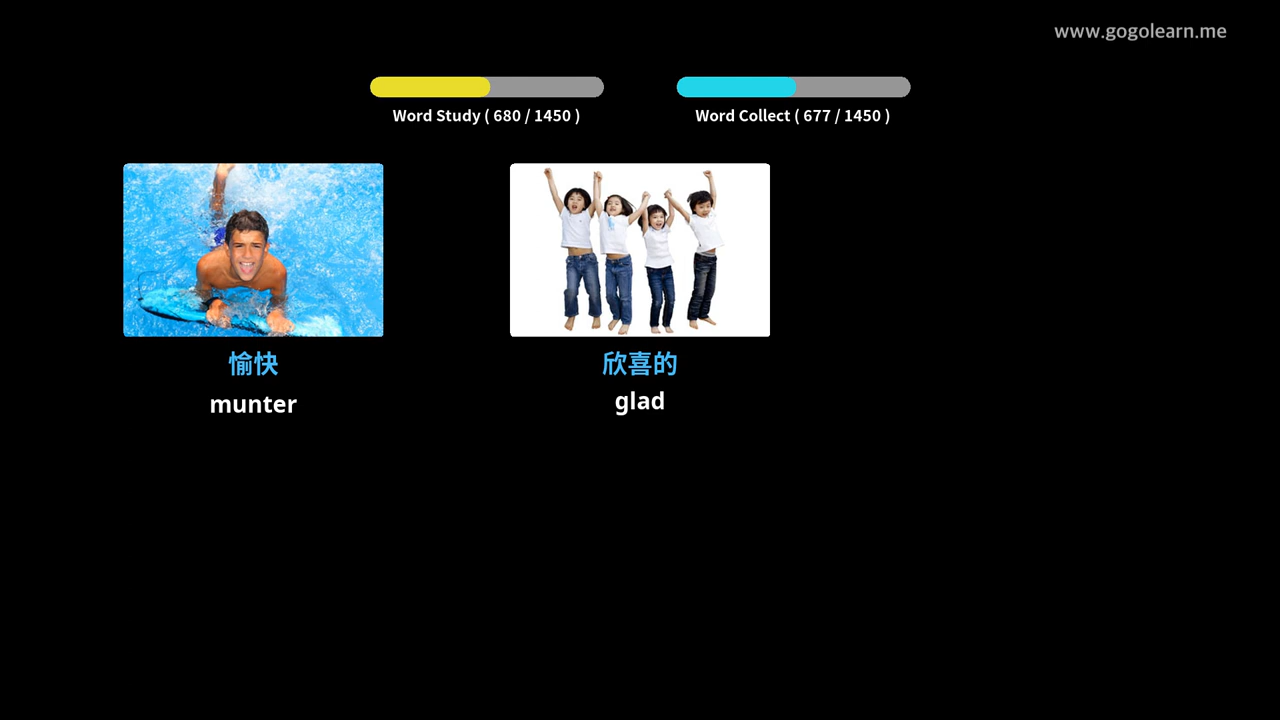 www.gogolearn.me
Word Study ( 680 / 1450 )
Word Collect ( 677 / 1450 )
愉快
munter
欣喜的
glad